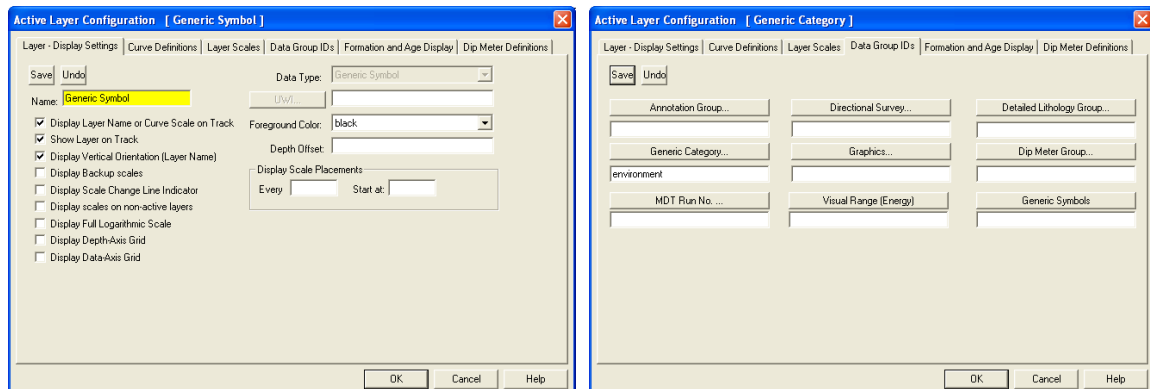 Active Layer Configuration [ Generic Symbol ]
Layer - Display Settings Curve Definitions Layer Scales Data Group IDs Formation and Age Display Dip Meter Definitions
Save Undo
Name: Generic Symbol
Display Layer Name or Curve Scale on Track
Show Layer on Track
Display Vertical Orientation (Layer Name)
Display Backup scales
Display Scale Change Line Indicator
Display scales on non-active layers
Display Full Logarithmic Scale
Display Depth-Axis Grid
Display Data-Axis Grid
Data Type: Generic Symbol
UWI...
Foreground Color: black
Depth Offset:
Display Scale Placements
Every Start at:
OK Cancel Help
Active Layer Configuration [ Generic Category ]
Layer - Display Settings Curve Definitions Layer Scales Data Group IDs Formation and Age Display Dip Meter Definitions
Save Undo
Annotation Group... Directional Survey... Detailed Lithology Group...
Generic Category... Graphics... Dip Meter Group...
environment
MDT Run No. ... Visual Range (Energy) Generic Symbols
OK Cancel Help